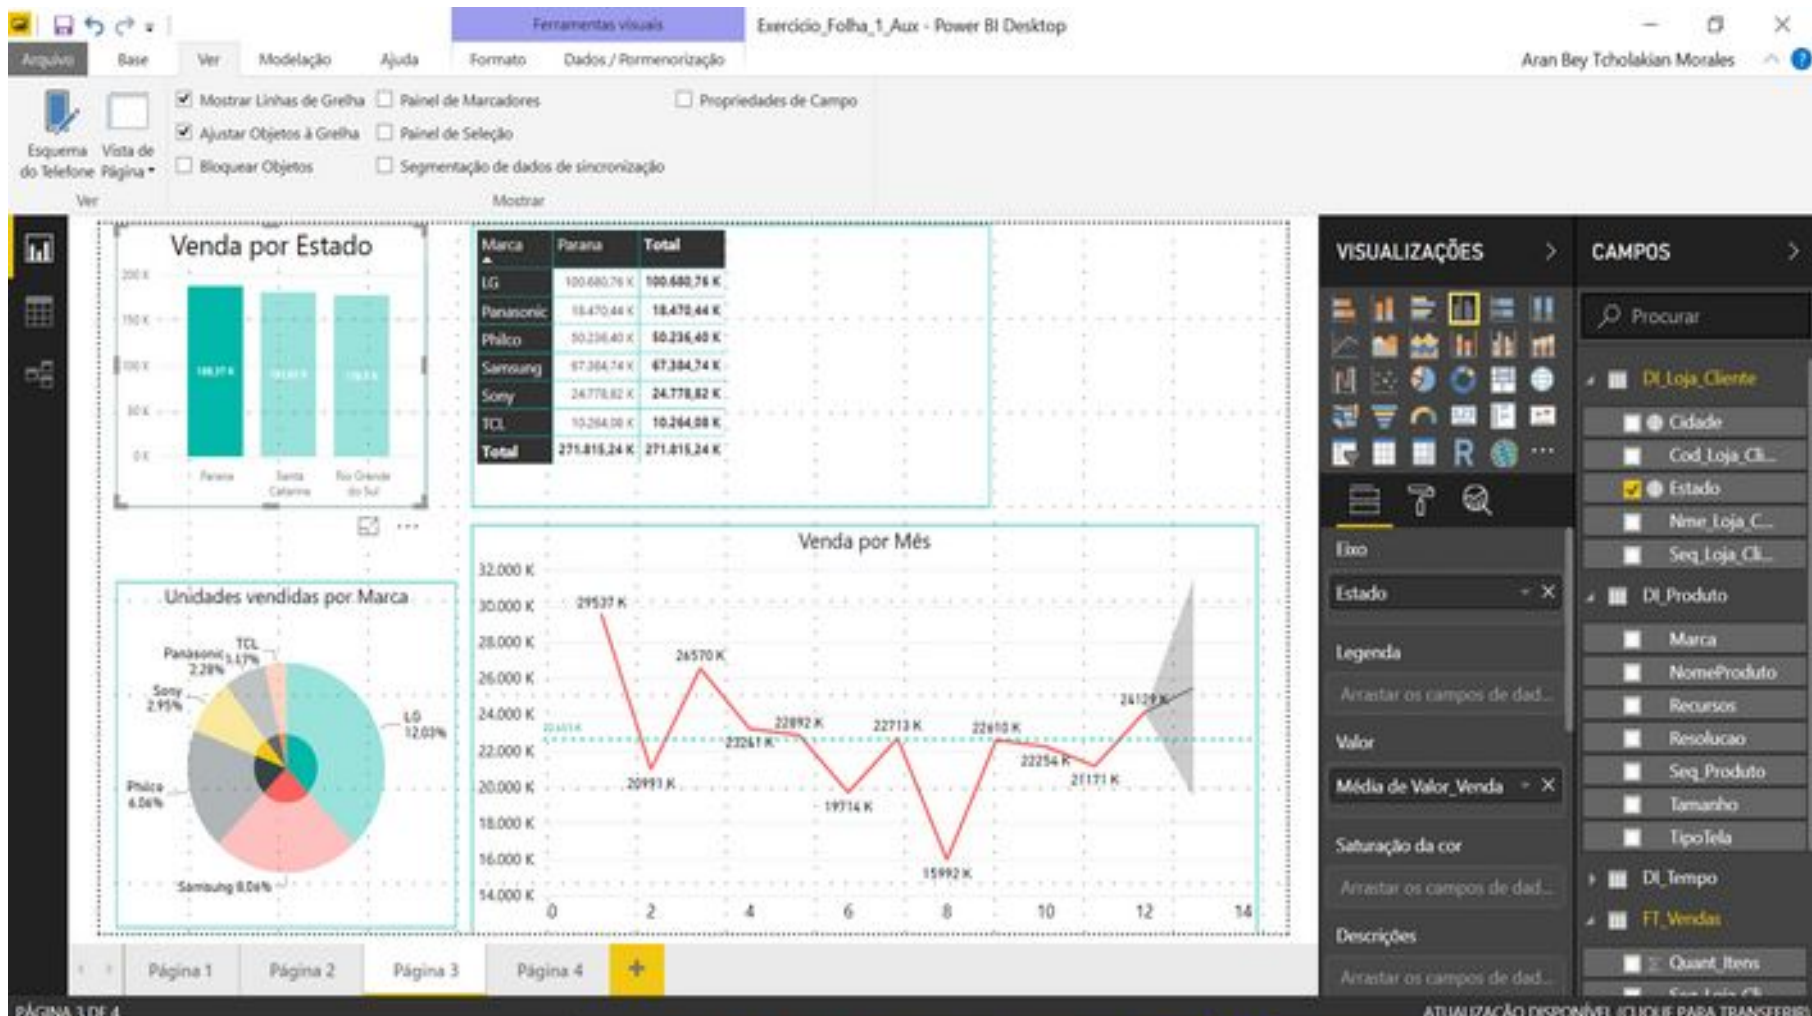 Ferramentas visuais
Exercicio_Folha_1_Aux - Power BI Desktop
Arquivo Base Ver Modelação Ajuda Formato Dados / Pormenorização
Aran Bey Tcholakian Morales
Mostrar Linhas de Grelha Painel de Marcadores Propriedades de Campo
Ajustar Objetos à Grelha Painel de Seleção
Bloquear Objetos Segmentação de dados de sincronização
Esquema do Telefone
Vista de Página
Ver
Mostrar
Venda por Estado
200 K
150 K
100 K
50 K
0 K
Parana
Santa Catarina
Rio Grande do Sul
Marca Parana Total
LG 100.680,76 K 100.680,76 K
Panasonic 18.470,44 K 18.470,44 K
Philco 50.236,40 K 50.236,40 K
Samsung 67.384,74 K 67.384,74 K
Sony 24.778,82 K 24.778,82 K
TCL 10.264,08 K 10.264,08 K
Total 271.815,24 K 271.815,24 K
Unidades vendidas por Marca
TCL 1.17%
Panasonic 2.28%
Sony 2.95%
LG 12.03%
Philco 6.06%
Samsung 8.06%
Venda por Mês
32.000 K
30.000 K
28.000 K
26.000 K
24.000 K
22.000 K
20.000 K
18.000 K
16.000 K
14.000 K
29537 K
20991 K
26570 K
23261 K
22892 K
19714 K
22713 K
15992 K
22610 K
22254 K
21171 K
24129 K
0 2 4 6 8 10 12 14
VISUALIZAÇÕES
Eixo
Estado
Legenda
Arrastar os campos de dad...
Valor
Média de Valor_Venda
Saturação da cor
Arrastar os campos de dad...
Descrições
Arrastar os campos de dad...
CAMPOS
Procurar
DI_Loja_Cliente
Cidade
Cod_Loja_Cli...
Estado
Nme_Loja_C...
Seq_Loja_Cli...
DI_Produto
Marca
NomeProduto
Recursos
Resolucao
Seq_Produto
Tamanho
TipoTela
DI_Tempo
FT_Vendas
Quant_Itens
Página 1 Página 2 Página 3 Página 4
PÁGINA 3 DE 4
ATUALIZAÇÃO DISPONÍVEL (CLIQUE PARA TRANSFERIR)